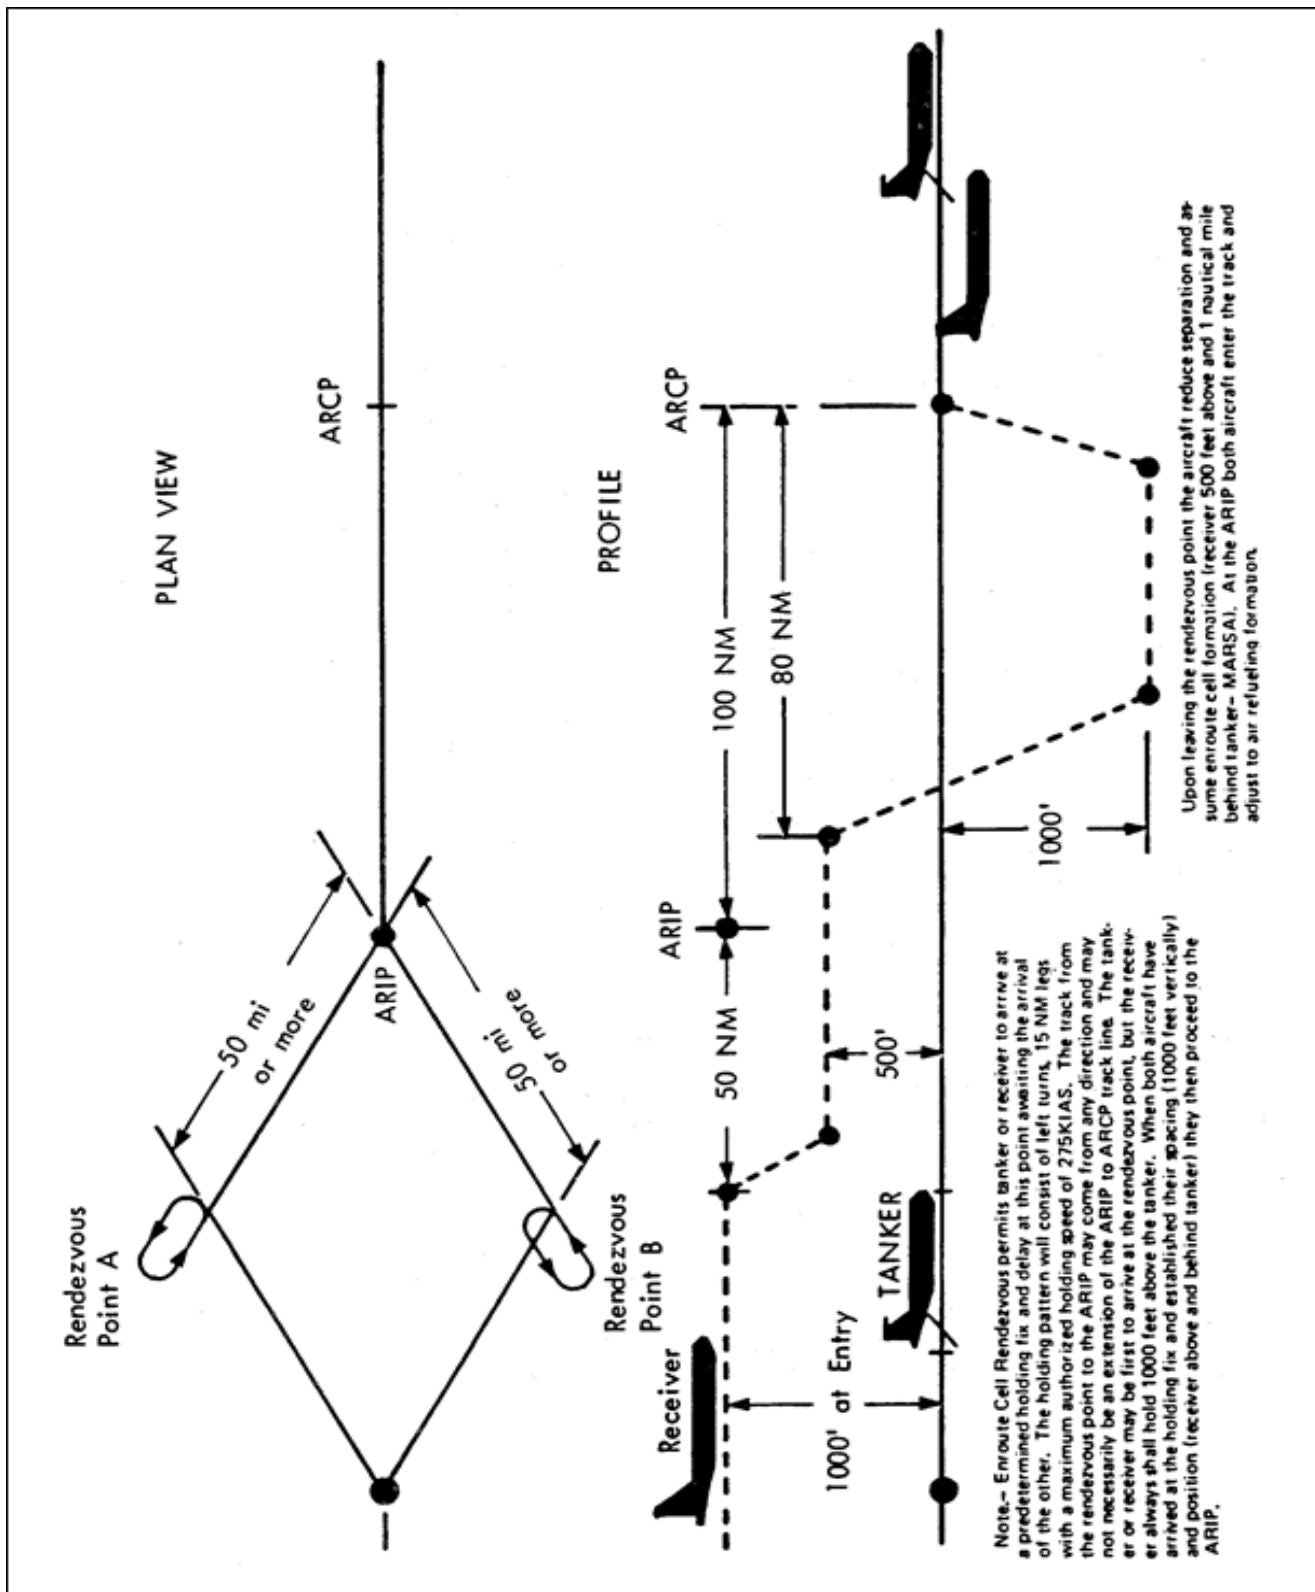 PLAN VIEW
Rendezvous
Point A
50 mi
or more
ARIP
ARCP
50 mi
or more
Rendezvous
Point B
PROFILE
Receiver
50 NM
ARIP
100 NM
ARCP
80 NM
1000' at Entry
TANKER
500'
1000'
Note.– Enroute Cell Rendezvous permits tanker or receiver to arrive at
a predetermined holding fix and delay at this point awaiting the arrival
of the other. The holding pattern will consist of left turns, 15 NM legs
with a maximum authorized holding speed of 275KIAS. The track from
the rendezvous point to the ARIP may come from any direction and may
not necessarily be an extension of the ARIP to ARCP track line. The tank-
er or receiver may be first to arrive at the rendezvous point, but the receiv-
er always shall hold 1000 feet above the tanker. When both aircraft have
arrived at the holding fix and established their spacing (1000 feet vertically)
and position (receiver above and behind tanker) they then proceed to the
ARIP.
Upon leaving the rendezvous point the aircraft reduce separation and as-
sume enroute cell formation (receiver 500 feet above and 1 nautical mile
behind tanker– MARSA). At the ARIP both aircraft enter the track and
adjust to air refueling formation.